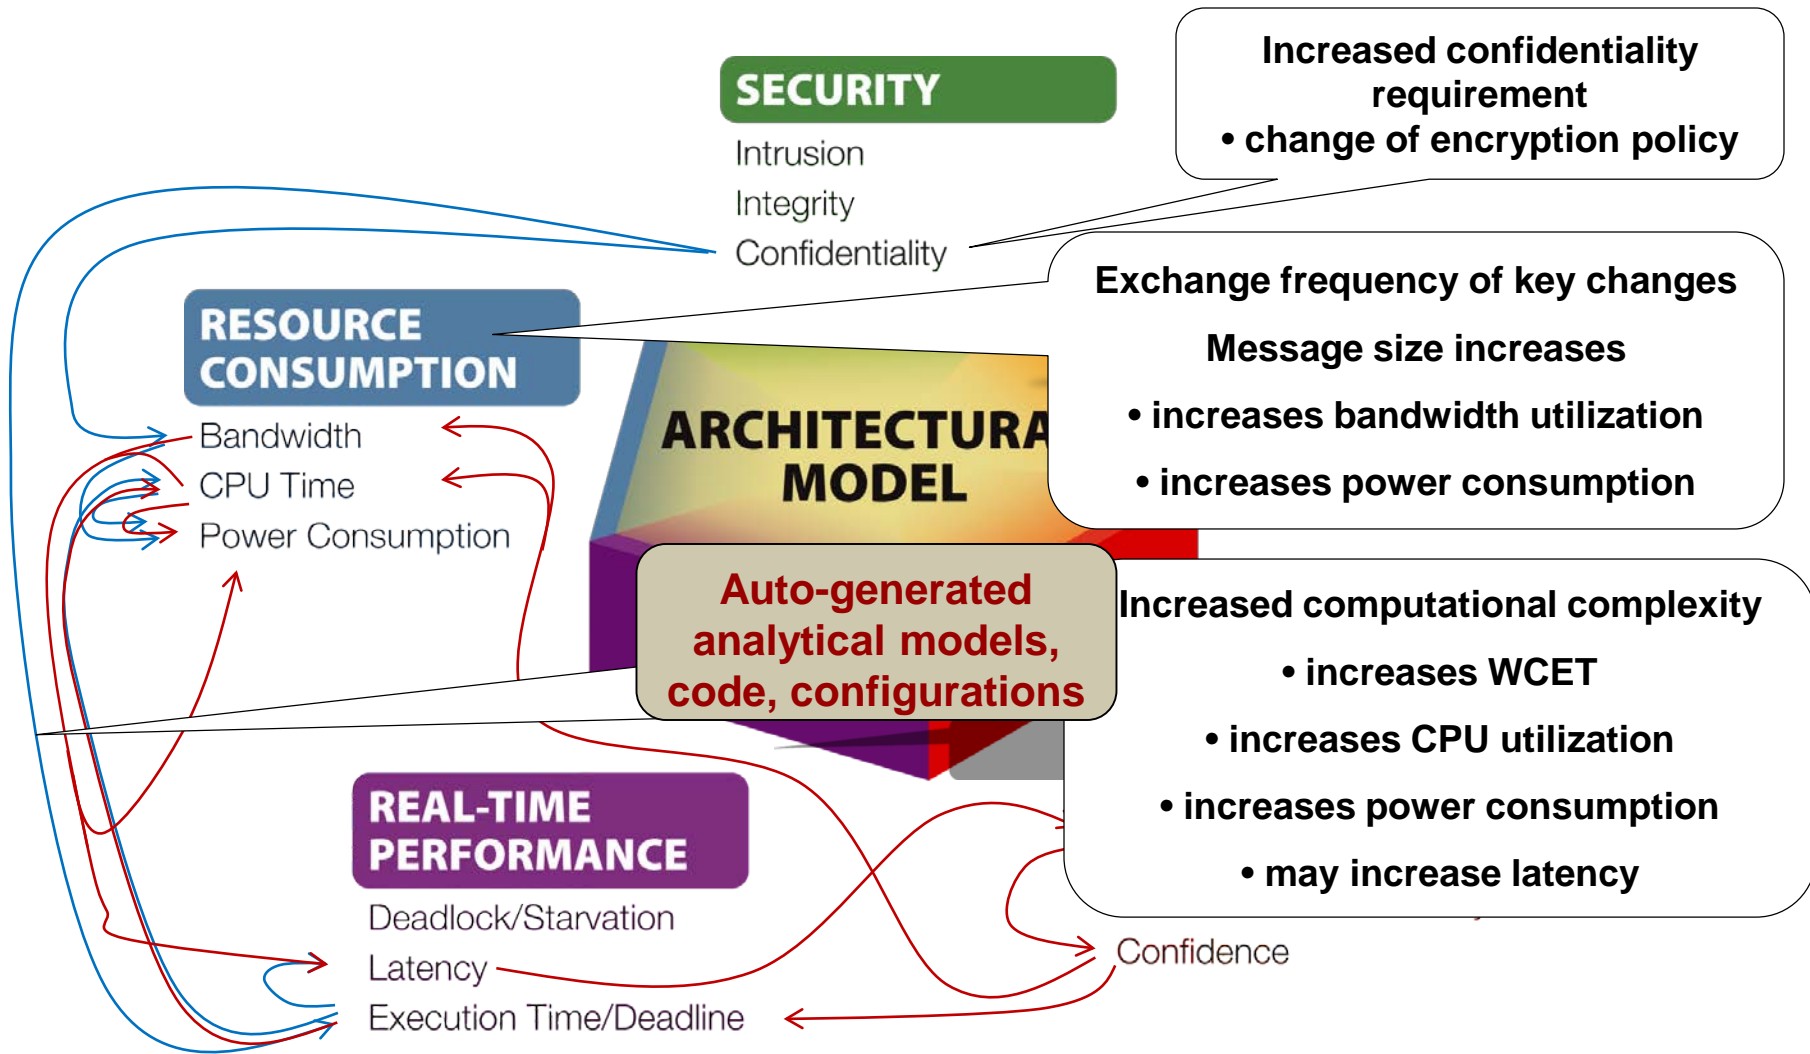 Increased confidentiality
requirement
• change of encryption policy
SECURITY
Intrusion
Integrity
Confidentiality
Exchange frequency of key changes
Message size increases
• increases bandwidth utilization
• increases power consumption
RESOURCE
CONSUMPTION
Bandwidth
CPU Time
Power Consumption
ARCHITECTURA
MODEL
Auto-generated
analytical models,
code, configurations
Increased computational complexity
• increases WCET
• increases CPU utilization
• increases power consumption
• may increase latency
REAL-TIME
PERFORMANCE
Deadlock/Starvation
Latency
Execution Time/Deadline
Confidence